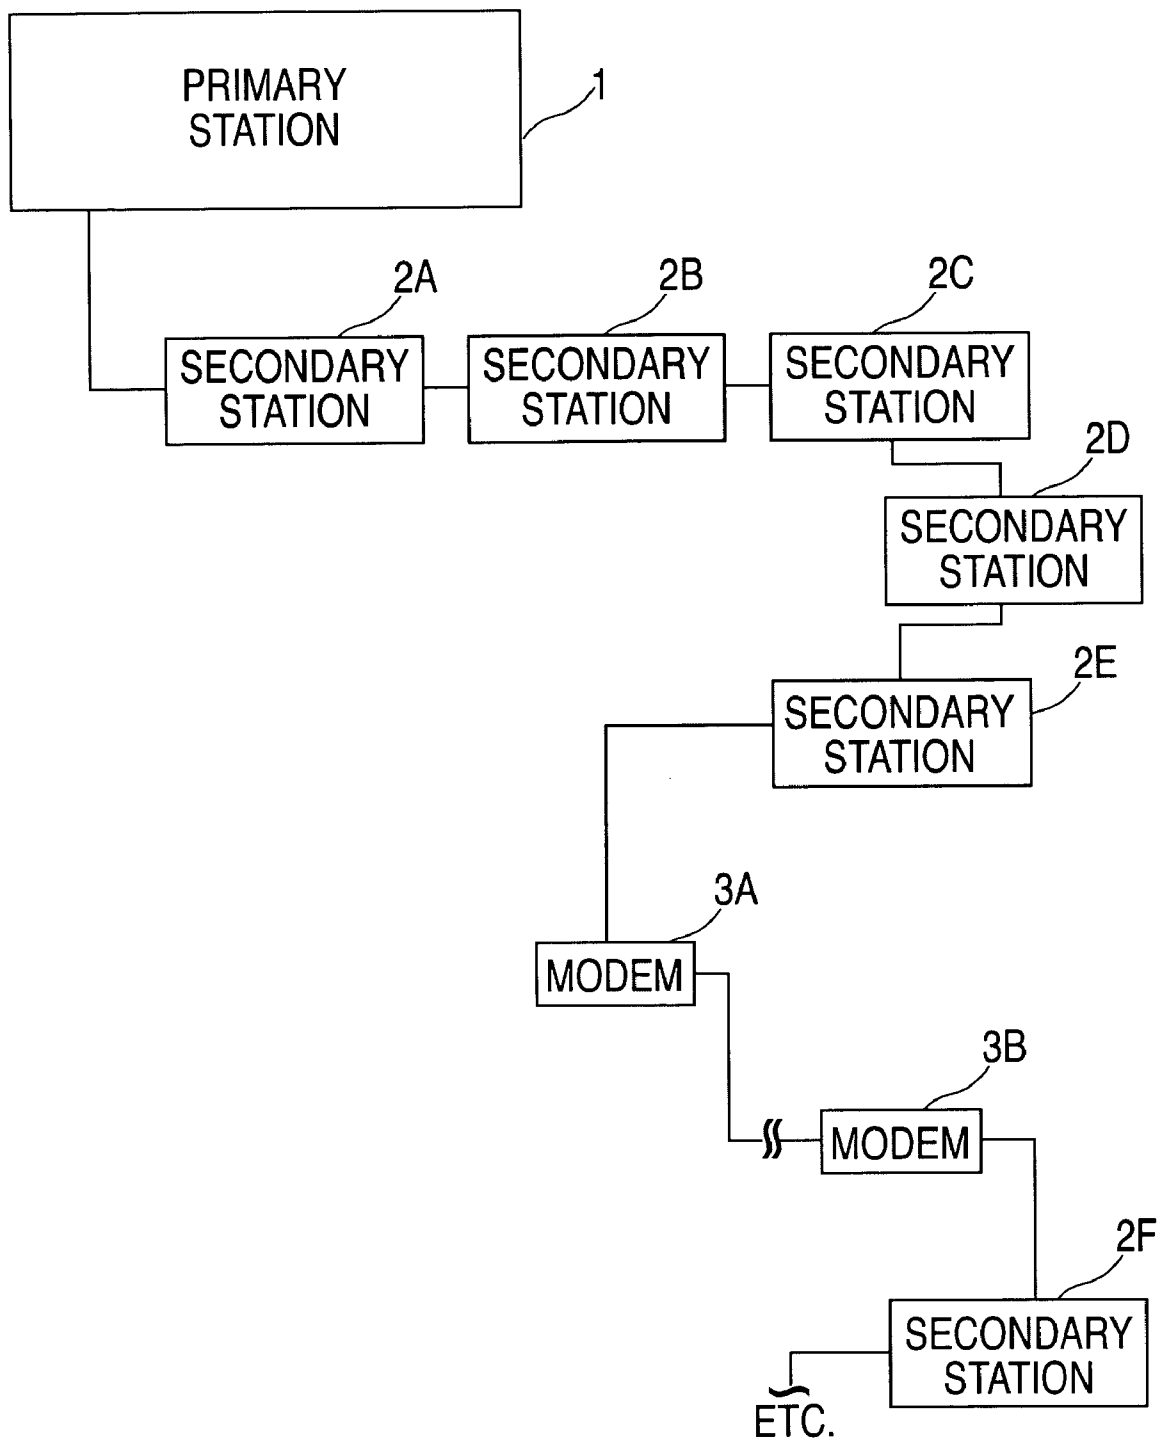 PRIMARY
STATION
1
2A
2B
2C
SECONDARY
STATION
SECONDARY
STATION
SECONDARY
STATION
2D
SECONDARY
STATION
2E
SECONDARY
STATION
3A
MODEM
3B
MODEM
2F
SECONDARY
STATION
ETC.